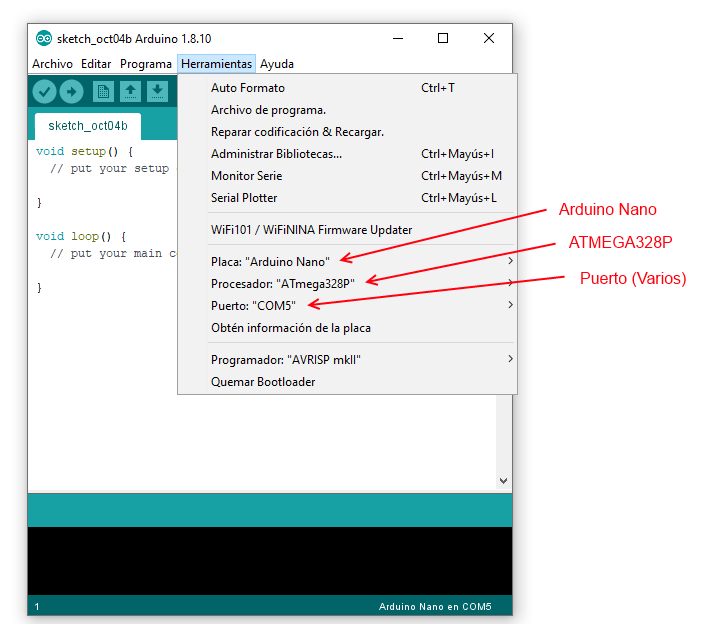 sketch_oct04b Arduino 1.8.10
Archivo Editar Programa Herramientas Ayuda
sketch_oct04b
void setup() {
// put your setup
}
void loop() {
// put your main c
}
Auto Formato Ctrl+T
Archivo de programa.
Reparar codificación & Recargar.
Administrar Bibliotecas... Ctrl+Mayús+I
Monitor Serie Ctrl+Mayús+M
Serial Plotter Ctrl+Mayús+L
WiFi101 / WiFiNINA Firmware Updater
Placa: "Arduino Nano"
Procesador: "ATmega328P"
Puerto: "COM5"
Obtén información de la placa
Programador: "AVRISP mkII"
Quemar Bootloader
Arduino Nano
ATMEGA328P
Puerto (Varios)
1 Arduino Nano en COM5